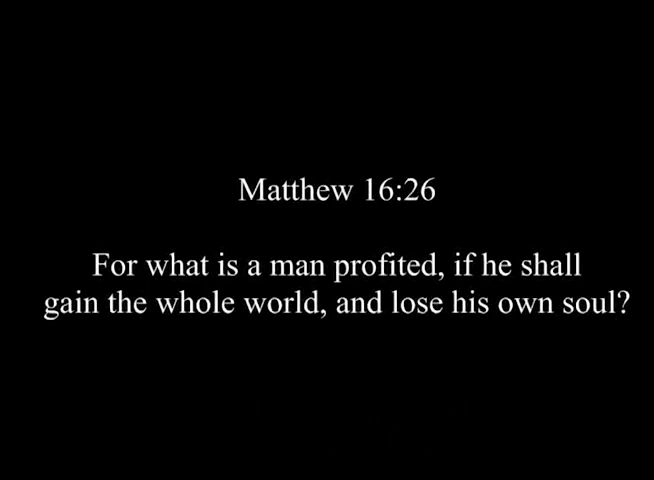 Matthew 16:26
For what is a man profited, if he shall
gain the whole world, and lose his own soul?